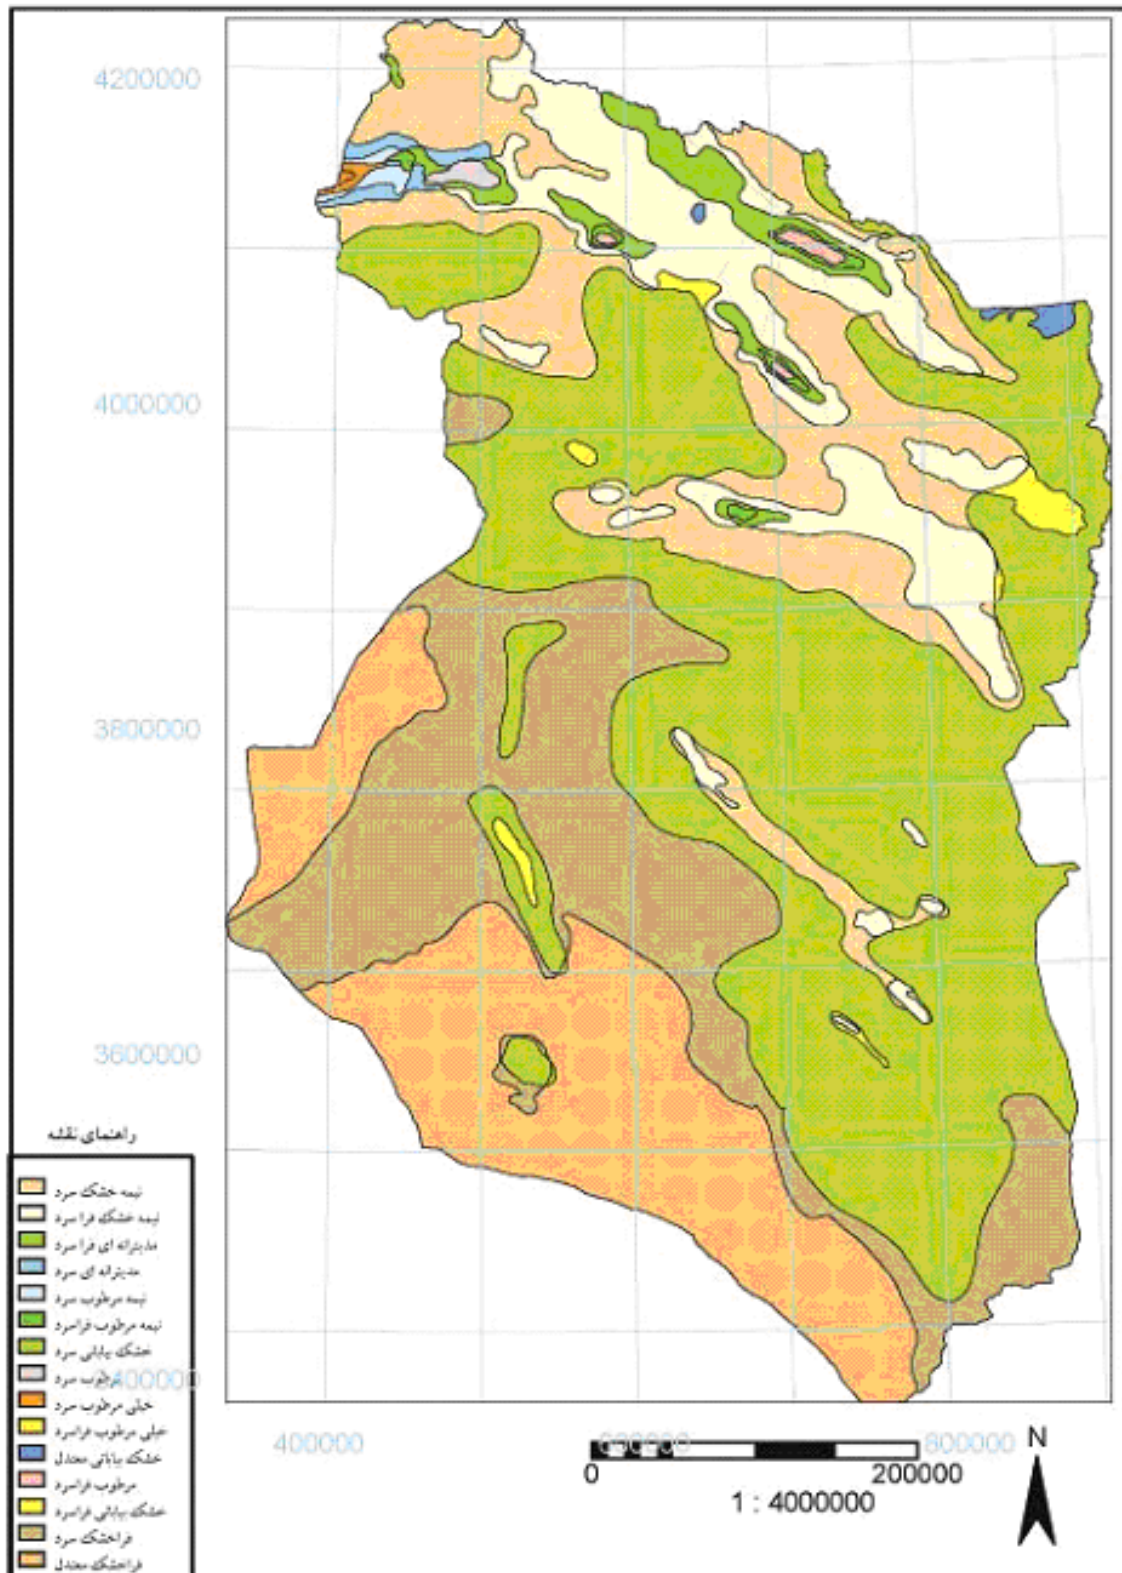 4200000
4000000
3800000
3600000
راهنمای نقشه
نیمه خشک سرد
نیمه خشک فرا سرد
مدیترانه ای فرا سرد
مدیترانه ای سرد
نیمه مرطوب سرد
نیمه مرطوب فراسرد
خشک بیابانی سرد
مرطوب سرد
3400000
خیلی مرطوب سرد
خیلی مرطوب فراسرد
خشک بیابانی معتدل
مرطوب فراسرد
خشک بیابانی فراسرد
فراخشک سرد
فراخشک معتدل
400000 600000 800000 N
0 200000
1 : 4000000